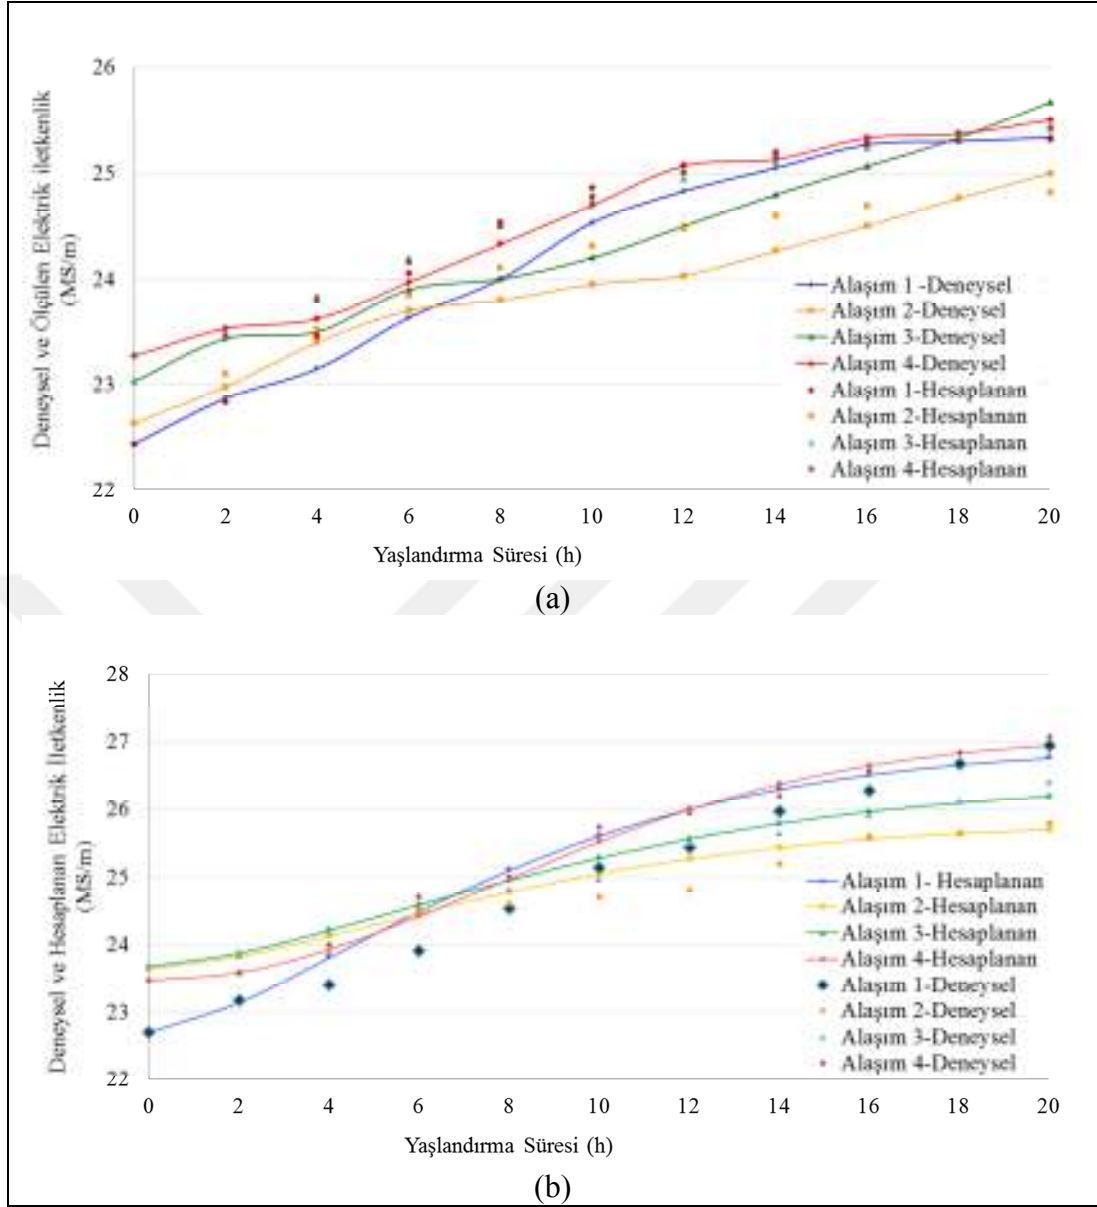 Deneysel ve Ölçülen Elektrik iletkenlik
(MS/m)
26
25
24
23
22
0 2 4 6 8 10 12 14 16 18 20
Alaşım 1 -Deneysel
Alaşım 2-Deneysel
Alaşım 3-Deneysel
Alaşım 4-Deneysel
Alaşım 1-Hesaplanan
Alaşım 2-Hesaplanan
Alaşım 3-Hesaplanan
Alaşım 4-Hesaplanan
Yaşlandırma Süresi (h)
(a)
Deneysel ve Hesaplanan Elektrik İletkenlik
(MS/m)
28
27
26
25
24
23
22
0 2 4 6 8 10 12 14 16 18 20
Alaşım 1- Hesaplanan
Alaşım 2-Hesaplanan
Alaşım 3-Hesaplanan
Alaşım 4-Hesaplanan
Alaşım 1-Deneysel
Alaşım 2-Deneysel
Alaşım 3-Deneysel
Alaşım 4-Deneysel
Yaşlandırma Süresi (h)
(b)